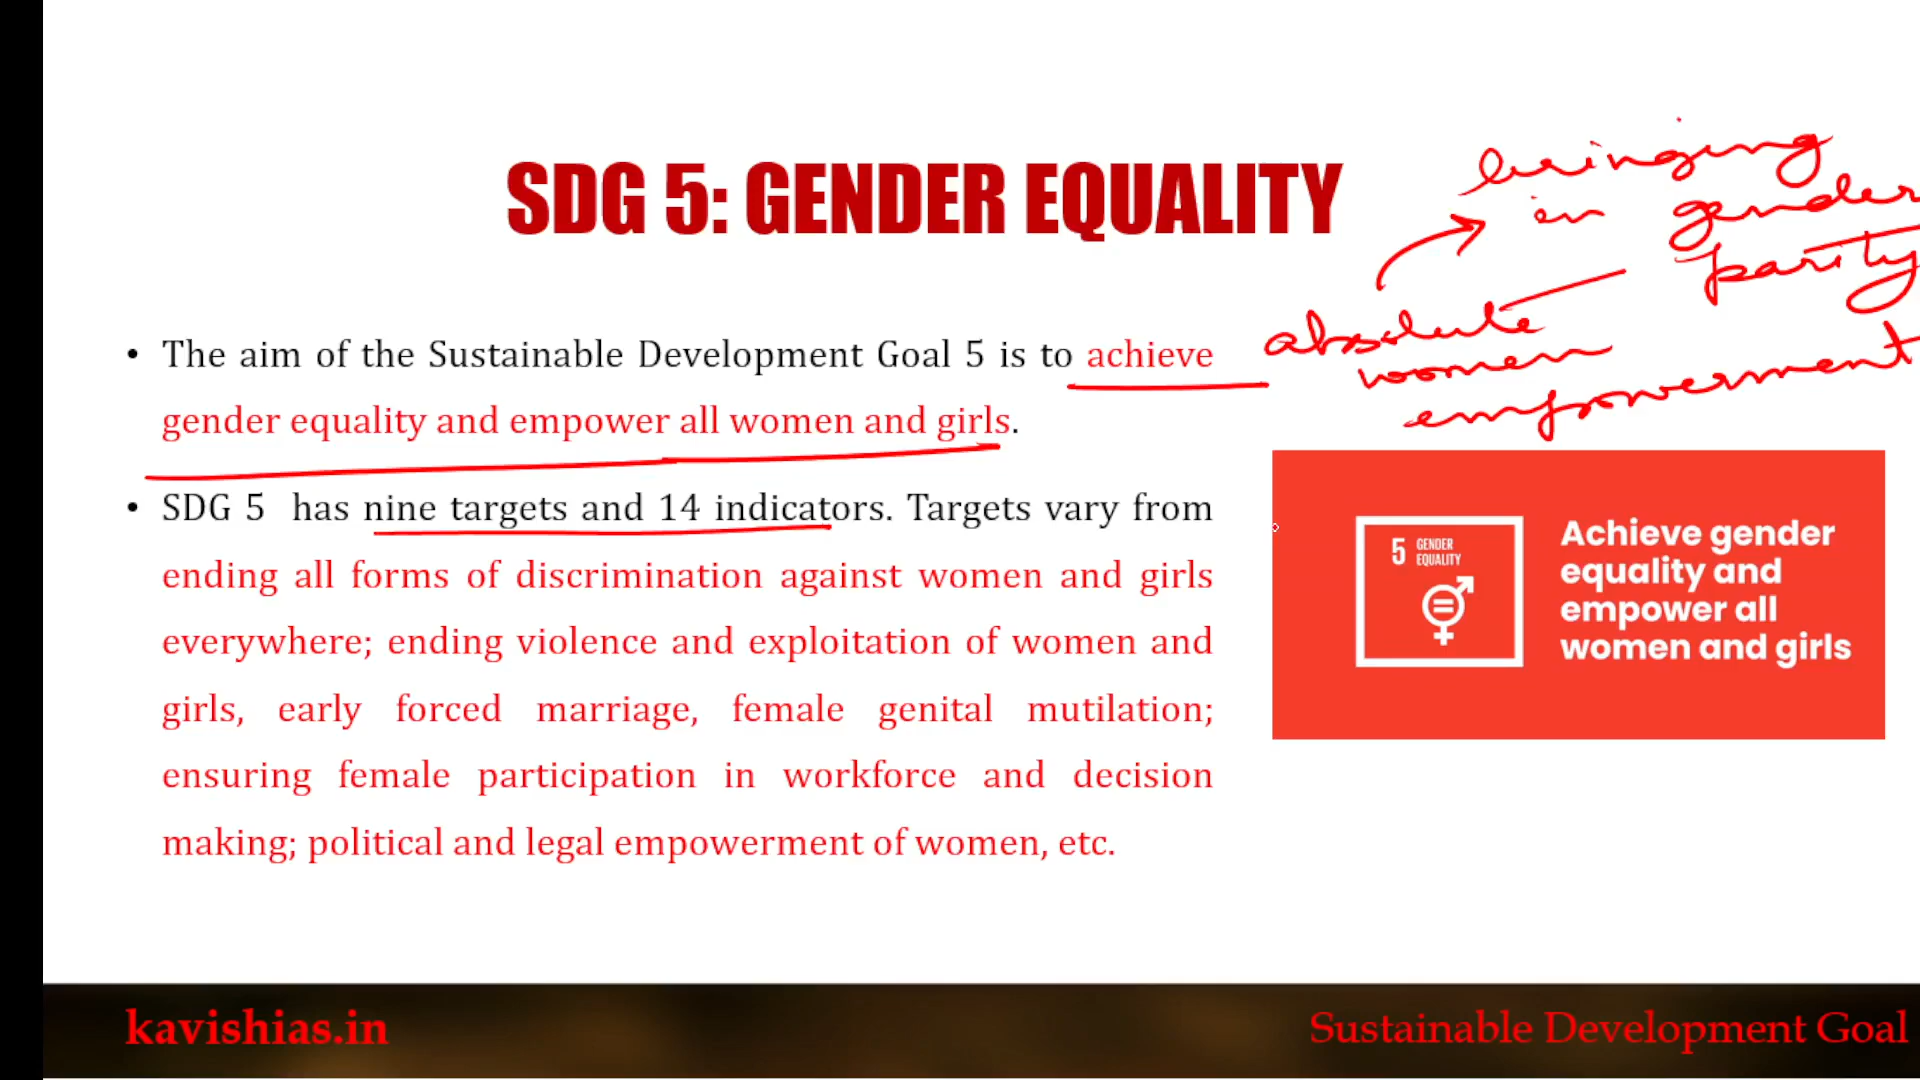 SDG 5: GENDER EQUALITY
bringing
in gender
parity
absolute
women
empowerment
• The aim of the Sustainable Development Goal 5 is to achieve
gender equality and empower all women and girls.
• SDG 5 has nine targets and 14 indicators. Targets vary from
ending all forms of discrimination against women and girls
everywhere; ending violence and exploitation of women and
girls, early forced marriage, female genital mutilation;
ensuring female participation in workforce and decision
making; political and legal empowerment of women, etc.
5 GENDER
EQUALITY
Achieve gender
equality and
empower all
women and girls
kavishias.in
Sustainable Development Goal